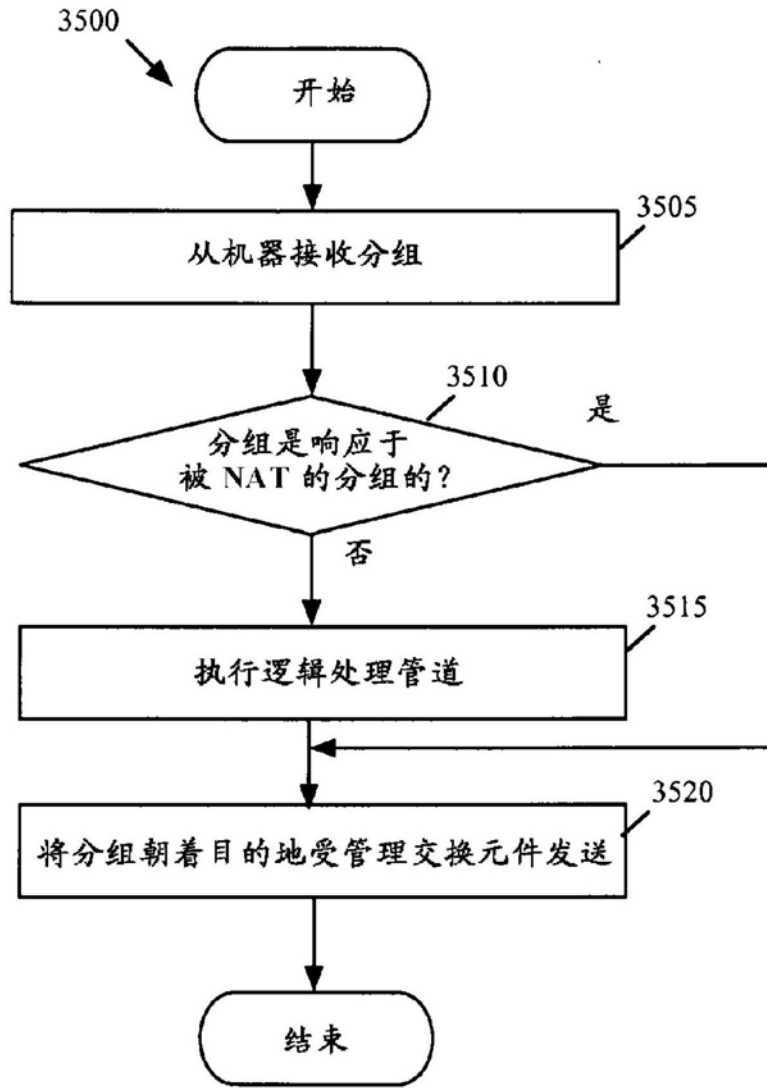 3500
开始
3505
从机器接收分组
3510
是
分组是响应于
被 NAT 的分组的？
否
3515
执行逻辑处理管道
3520
将分组朝着目的地受管理交换元件发送
结束